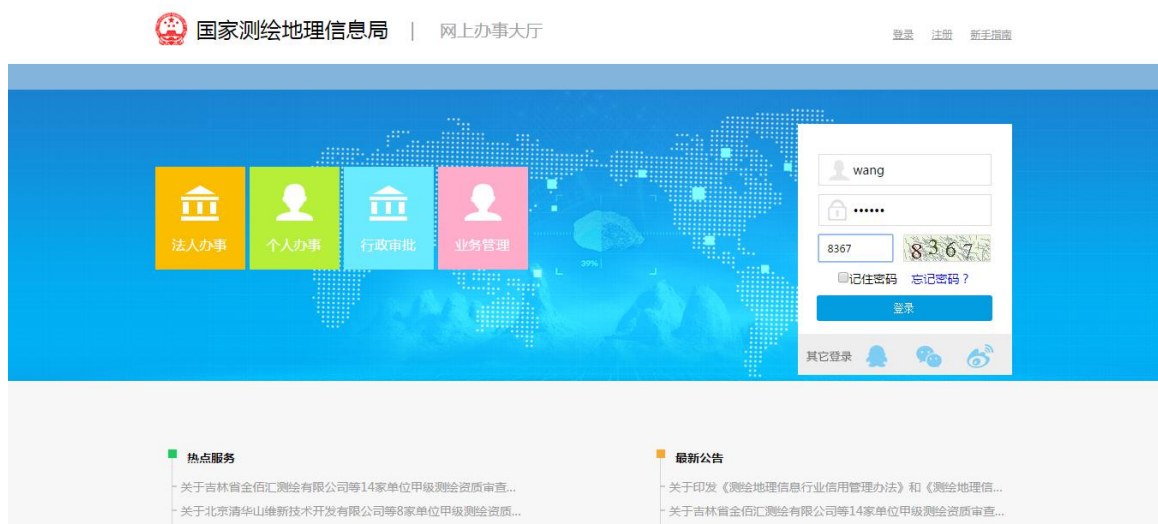 国家测绘地理信息局 | 网上办事大厅
登录 注册 新手指南
wang
••••••
8367 8367
记住密码 忘记密码？
登录
其它登录
法人办事 个人办事 行政审批 业务管理
39%
热点服务
- 关于吉林省金佰汇测绘有限公司等14家单位甲级测绘资质审查...
- 关于北京清华山维新技术开发有限公司等8家单位甲级测绘资质...
最新公告
- 关于印发《测绘地理信息行业信用管理办法》和《测绘地理信...
- 关于吉林省金佰汇测绘有限公司等14家单位甲级测绘资质审查...